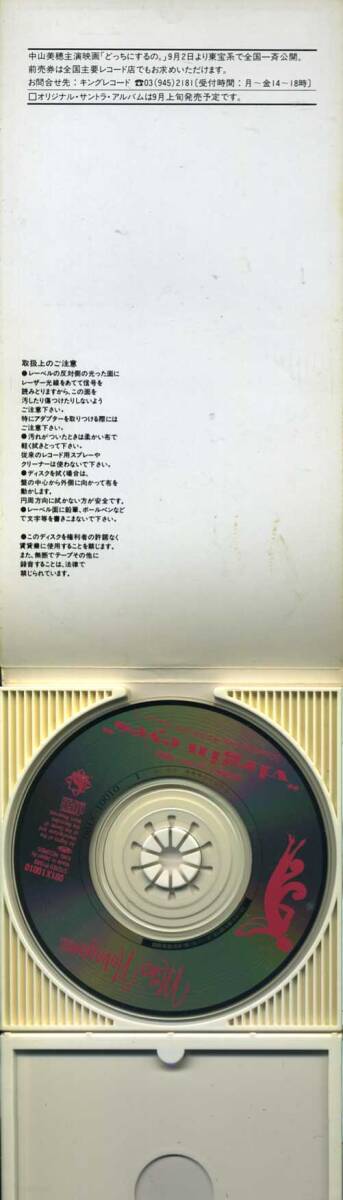 中山美穂主演映画「どっちにするの。」9月2日より東宝系で全国一斉公開。
前売券は全国主要レコード店でもお求めいただけます。
お問合せ先:キングレコード ☎03(945)2181[受付時間:月〜金14〜18時]
□オリジナル・サントラ・アルバムは9月上旬発売予定です。
取扱上のご注意
●レーベルの反対側の光った面に
レーザー光線をあてて信号を
読みとりますから、この面を
汚したり傷つけたりしないよう
ご注意下さい。
特にアダプターを取りつける際には
ご注意下さい。
●汚れがついたときは柔かい布で
軽く拭きとって下さい。
従来のレコード用スプレーや
クリーナーは使わないで下さい。
●ディスクを拭く場合は、
盤の中心から外側に向かって布を
動かします。
円周方向に拭かない方が安全です。
●レーベル面に鉛筆、ボールペンなど
で文字等を書きこまないで下さい。
●このディスクを権利者の許諾なく
賃貸業に使用することを禁じます。
また、無断でテープその他に
録音することは、法律で
禁じられています。
"virgin eyes"
001X10010
Miho Nakayama